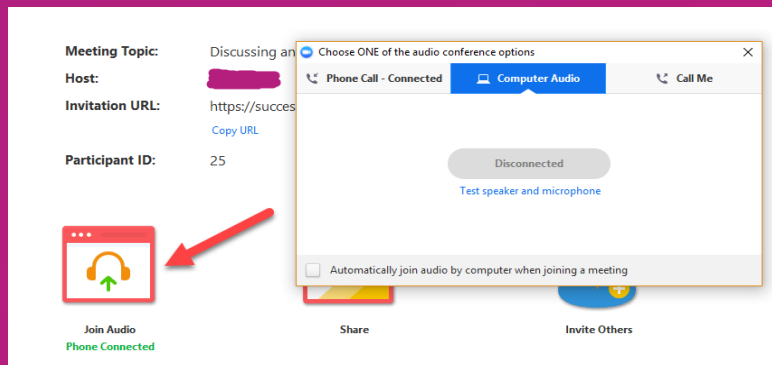 Meeting Topic: Discussing an
Choose ONE of the audio conference options
Host:
Phone Call - Connected Computer Audio Call Me
Invitation URL: https://succes
Copy URL
Participant ID: 25
Disconnected
Test speaker and microphone
Automatically join audio by computer when joining a meeting
Join Audio Share Invite Others
Phone Connected